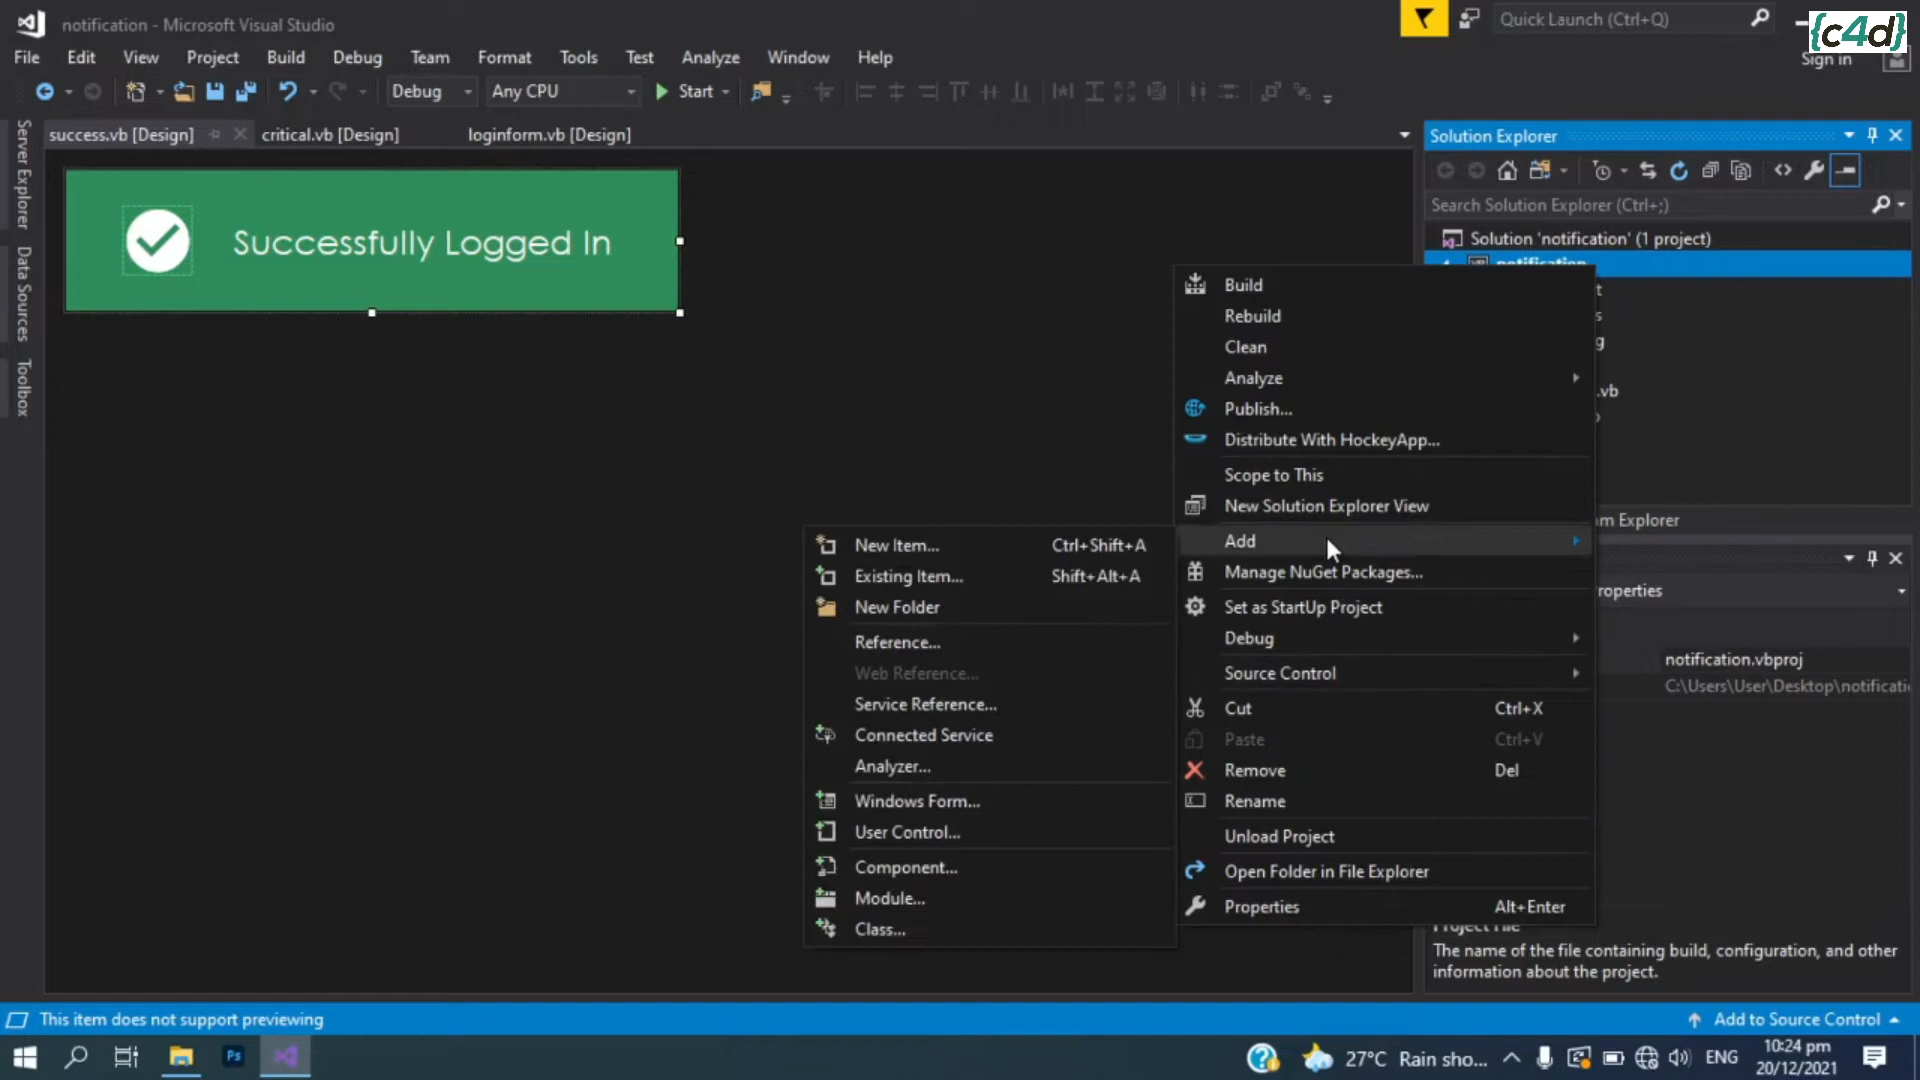 notification - Microsoft Visual Studio
Quick Launch (Ctrl+Q)
{c4d}
File Edit View Project Build Debug Team Format Tools Test Analyze Window Help
Sign in
Debug
Any CPU
Start
success.vb [Design]
critical.vb [Design]
loginform.vb [Design]
Server Explorer
Data Sources
Toolbox
Successfully Logged In
Solution Explorer
Search Solution Explorer (Ctrl+;)
Solution 'notification' (1 project)
notification
.vb
Build
Rebuild
Clean
Analyze
Publish...
Distribute With HockeyApp...
Scope to This
New Solution Explorer View
Add
Manage NuGet Packages...
Set as StartUp Project
Debug
Source Control
Cut Ctrl+X
Paste Ctrl+V
Remove Del
Rename
Unload Project
Open Folder in File Explorer
Properties Alt+Enter
New Item... Ctrl+Shift+A
Existing Item... Shift+Alt+A
New Folder
Reference...
Web Reference...
Service Reference...
Connected Service
Analyzer...
Windows Form...
User Control...
Component...
Module...
Class...
m Explorer
roperties
notification.vbproj
C:\Users\User\Desktop\notificati
Project File
The name of the file containing build, configuration, and other
information about the project.
This item does not support previewing
Add to Source Control
Ps
27°C Rain sho...
ENG
10:24 pm
20/12/2021